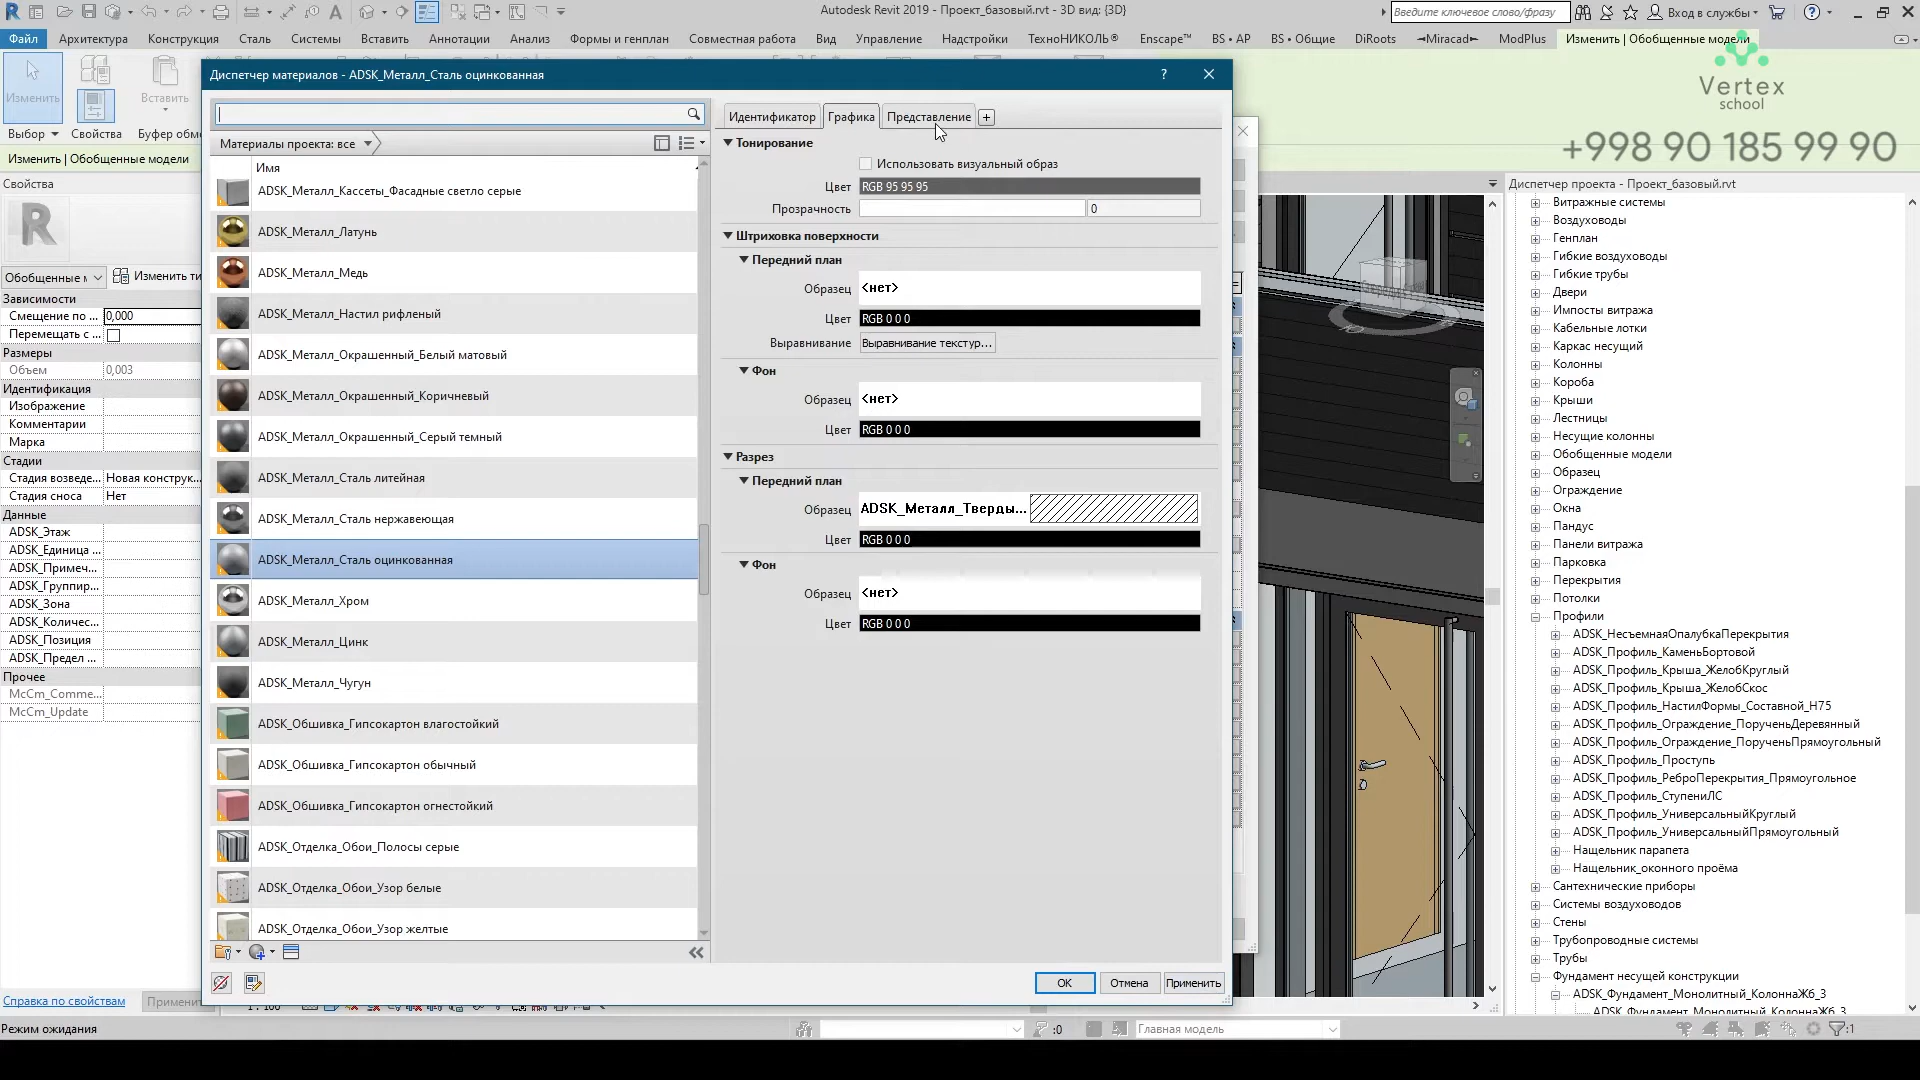 Autodesk Revit 2019 - Проект_базовый.rvt - 3D вид: {3D}
Введите ключевое слово/фразу
Вход в службы
Файл
Архитектура
Конструкция
Сталь
Системы
Вставить
Аннотации
Анализ
Формы и генплан
Совместная работа
Вид
Управление
Надстройки
ТехноНИКОЛЬ®
Enscape™
BS • АР
BS • Общие
DiRoots
◄Miracad►
ModPlus
Изменить | Обобщенные модели
Изменить
Вставить
Выбор
Свойства
Буфер обм
Vertex
school
+998 90 185 99 90
Изменить | Обобщенные модели
Свойства
R
Обобщенные м
Изменить ти
Зависимости
Смещение по ...
0,000
Перемещать с ...
Размеры
Объем
0,003
Идентификация
Изображение
Комментарии
Марка
Стадии
Стадия возведе...
Новая конструк...
Стадия сноса
Нет
Данные
ADSK_Этаж
ADSK_Единица ...
ADSK_Примеч...
ADSK_Группир...
ADSK_Зона
ADSK_Количес...
ADSK_Позиция
ADSK_Предел ...
Прочее
McCm_Comme...
McCm_Update
Справка по свойствам
Применит
Режим ожидания
Диспетчер материалов - ADSK_Металл_Сталь оцинкованная
Материалы проекта: все
Имя
ADSK_Металл_Кассеты_Фасадные светло серые
ADSK_Металл_Латунь
ADSK_Металл_Медь
ADSK_Металл_Настил рифленый
ADSK_Металл_Окрашенный_Белый матовый
ADSK_Металл_Окрашенный_Коричневый
ADSK_Металл_Окрашенный_Серый темный
ADSK_Металл_Сталь литейная
ADSK_Металл_Сталь нержавеющая
ADSK_Металл_Сталь оцинкованная
ADSK_Металл_Хром
ADSK_Металл_Цинк
ADSK_Металл_Чугун
ADSK_Обшивка_Гипсокартон влагостойкий
ADSK_Обшивка_Гипсокартон обычный
ADSK_Обшивка_Гипсокартон огнестойкий
ADSK_Отделка_Обои_Полосы серые
ADSK_Отделка_Обои_Узор белые
ADSK_Отделка_Обои_Узор желтые
Идентификатор
Графика
Представление
Тонирование
Использовать визуальный образ
Цвет
RGB 95 95 95
Прозрачность
0
Штриховка поверхности
Передний план
Образец
<нет>
Цвет
RGB 0 0 0
Выравнивание
Выравнивание текстур...
Фон
Образец
<нет>
Цвет
RGB 0 0 0
Разрез
Передний план
Образец
ADSK_Металл_Тверды...
Цвет
RGB 0 0 0
Фон
Образец
<нет>
Цвет
RGB 0 0 0
OK
Отмена
Применить
1 : 100
:0
Главная модель
:1
Диспетчер проекта - Проект_базовый.rvt
Витражные системы
Воздуховоды
Генплан
Гибкие воздуховоды
Гибкие трубы
Двери
Импосты витража
Кабельные лотки
Каркас несущий
Колонны
Короба
Крыши
Лестницы
Несущие колонны
Обобщенные модели
Образец
Ограждение
Окна
Пандус
Панели витража
Парковка
Перекрытия
Потолки
Профили
ADSK_НесъемнаяОпалубкаПерекрытия
ADSK_Профиль_КаменьБортовой
ADSK_Профиль_Крыша_ЖелобКруглый
ADSK_Профиль_Крыша_ЖелобСкос
ADSK_Профиль_НастилФормы_Составной_Н75
ADSK_Профиль_Ограждение_ПорученьДеревянный
ADSK_Профиль_Ограждение_ПорученьПрямоугольный
ADSK_Профиль_Проступь
ADSK_Профиль_РеброПерекрытия_Прямоугольное
ADSK_Профиль_СтупениЛС
ADSK_Профиль_УниверсальныйКруглый
ADSK_Профиль_УниверсальныйПрямоугольный
Нащельник парапета
Нащельник_оконного проёма
Сантехнические приборы
Системы воздуховодов
Стены
Трубопроводные системы
Трубы
Фундамент несущей конструкции
ADSK_Фундамент_Монолитный_КолоннаЖб_3
ADSK_Фундамент_Монолитный_КолоннаЖб_3